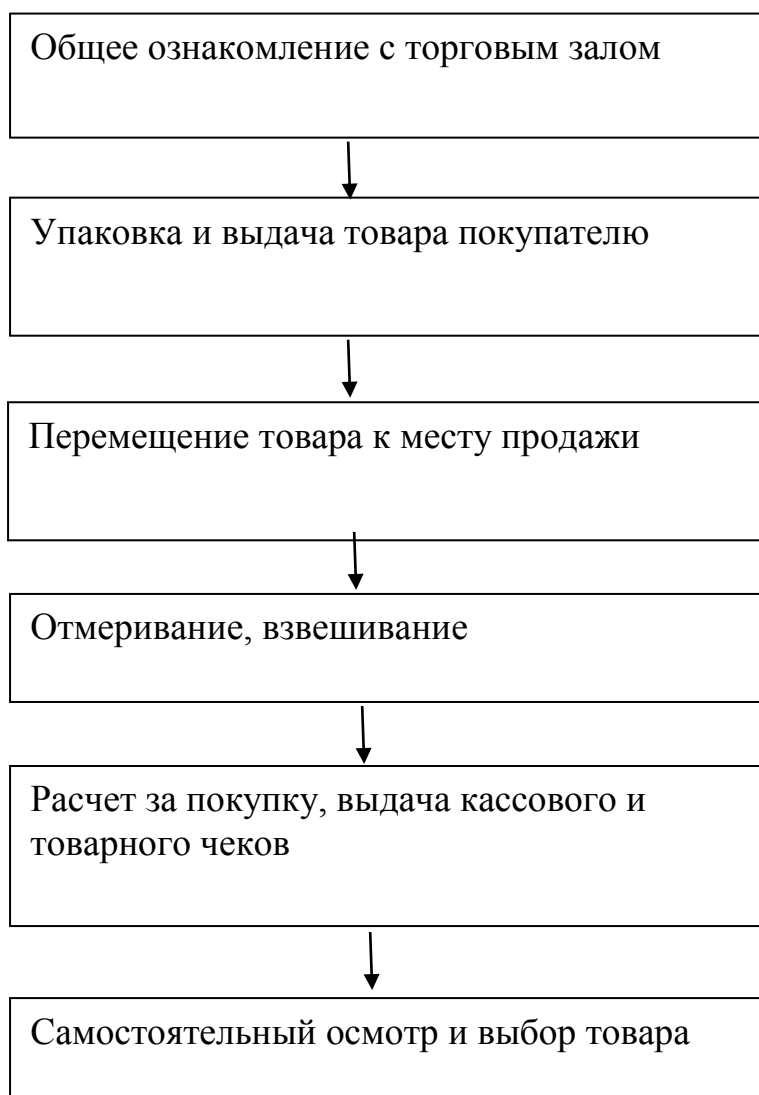 Общее ознакомление с торговым залом
Упаковка и выдача товара покупателю
Перемещение товара к месту продажи
Отмеривание, взвешивание
Расчет за покупку, выдача кассового и
товарного чеков
Самостоятельный осмотр и выбор товара